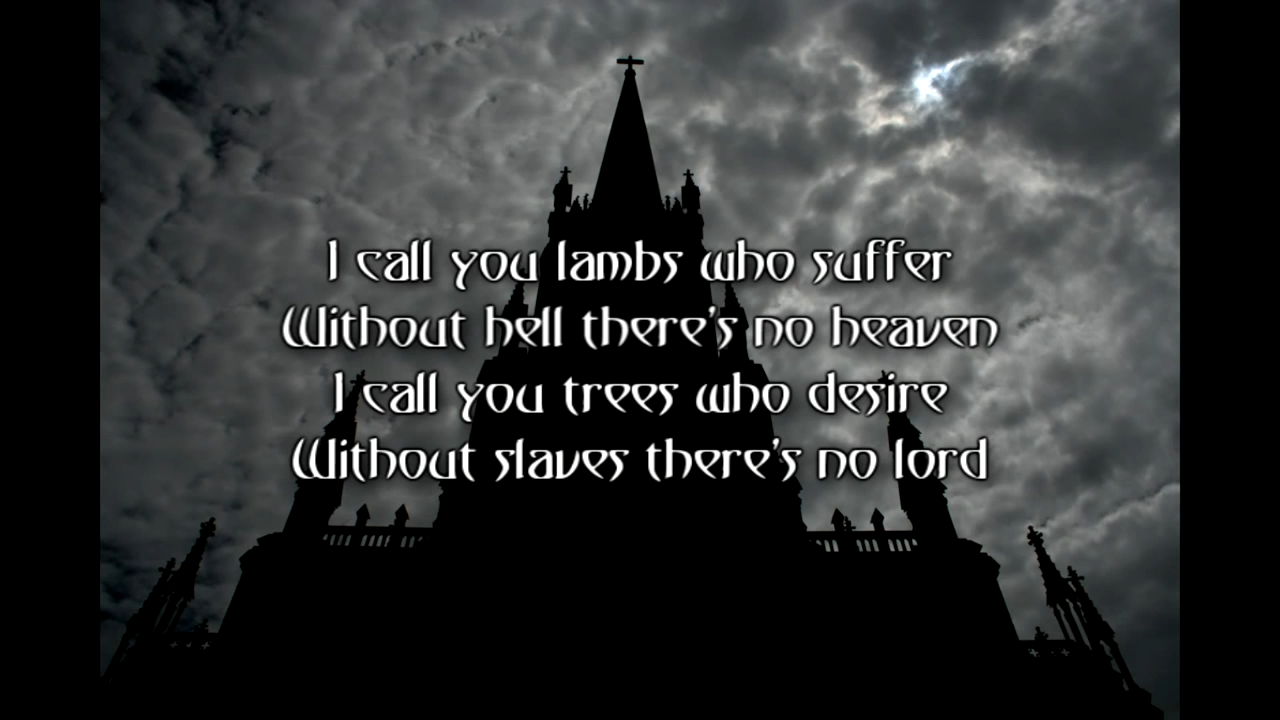 I call you lambs who suffer
Without hell there's no heaven
I call you trees who desire
Without slaves there's no lord